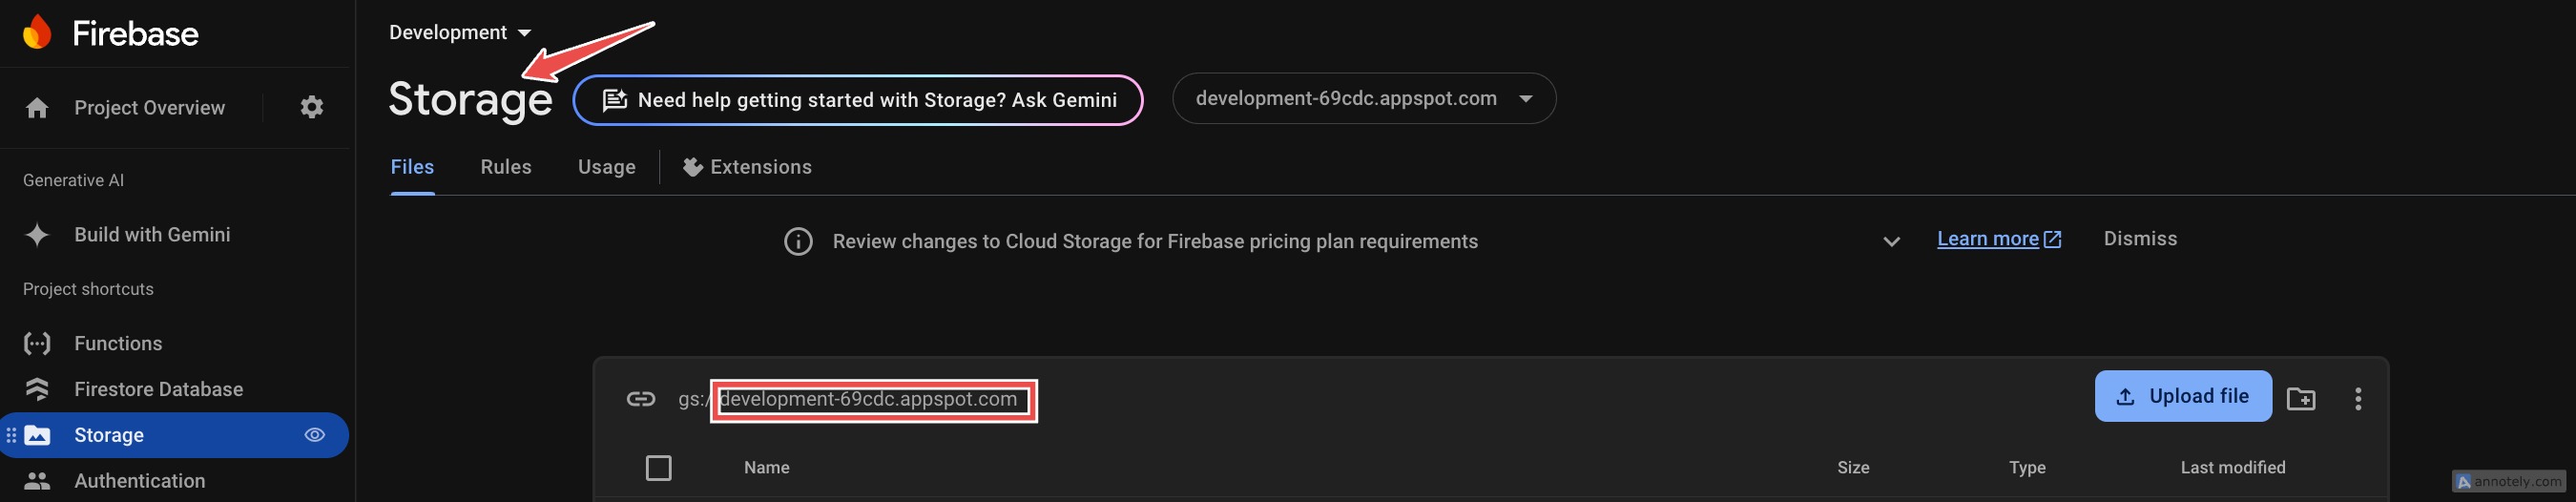 Firebase
Project Overview
Generative AI
Build with Gemini
Project shortcuts
Functions
Firestore Database
Storage
Authentication
Development
Storage
Need help getting started with Storage? Ask Gemini
development-69cdc.appspot.com
Files Rules Usage Extensions
Review changes to Cloud Storage for Firebase pricing plan requirements Learn more Dismiss
gs:/development-69cdc.appspot.com Upload file
Name Size Type Last modified
annotely.com